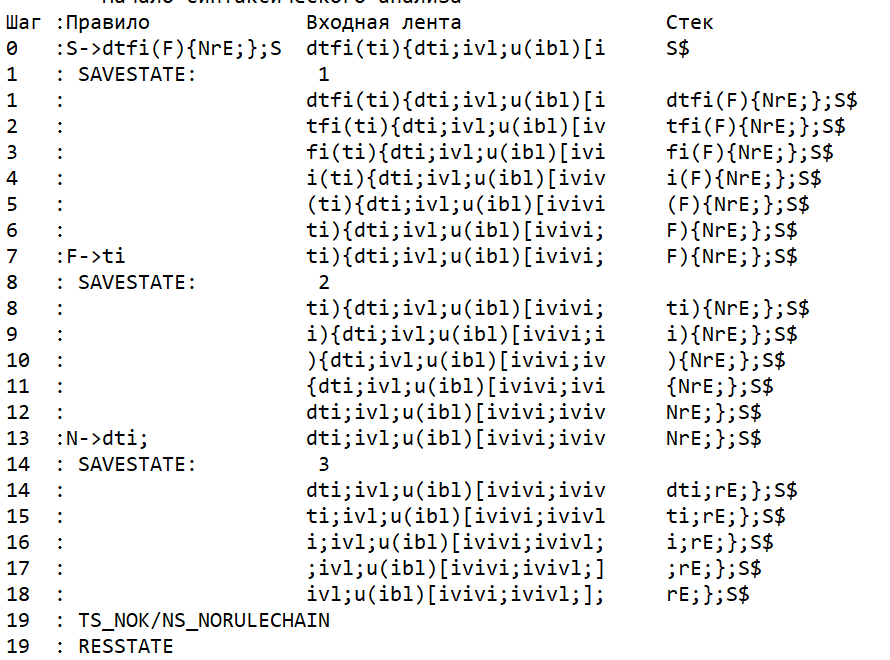 Начало синтаксического анализа
Шаг :Правило Входная лента Стек
0 :S->dtfi(F){NrE;};S dtfi(ti){dti;ivl;u(ibl)[i S$
1 : SAVESTATE: 1
1 : dtfi(ti){dti;ivl;u(ibl)[i dtfi(F){NrE;};S$
2 : tfi(ti){dti;ivl;u(ibl)[iv tfi(F){NrE;};S$
3 : fi(ti){dti;ivl;u(ibl)[ivi fi(F){NrE;};S$
4 : i(ti){dti;ivl;u(ibl)[iviv i(F){NrE;};S$
5 : (ti){dti;ivl;u(ibl)[ivivi (F){NrE;};S$
6 : ti){dti;ivl;u(ibl)[ivivi; F){NrE;};S$
7 :F->ti ti){dti;ivl;u(ibl)[ivivi; F){NrE;};S$
8 : SAVESTATE: 2
8 : ti){dti;ivl;u(ibl)[ivivi; ti){NrE;};S$
9 : i){dti;ivl;u(ibl)[ivivi;i i){NrE;};S$
10 : ){dti;ivl;u(ibl)[ivivi;iv ){NrE;};S$
11 : {dti;ivl;u(ibl)[ivivi;ivi {NrE;};S$
12 : dti;ivl;u(ibl)[ivivi;iviv NrE;};S$
13 :N->dti; dti;ivl;u(ibl)[ivivi;iviv NrE;};S$
14 : SAVESTATE: 3
14 : dti;ivl;u(ibl)[ivivi;iviv dti;rE;};S$
15 : ti;ivl;u(ibl)[ivivi;ivivl ti;rE;};S$
16 : i;ivl;u(ibl)[ivivi;ivivl; i;rE;};S$
17 : ;ivl;u(ibl)[ivivi;ivivl;] ;rE;};S$
18 : ivl;u(ibl)[ivivi;ivivl;]; rE;};S$
19 : TS_NOK/NS_NORULECHAIN
19 : RESSTATE